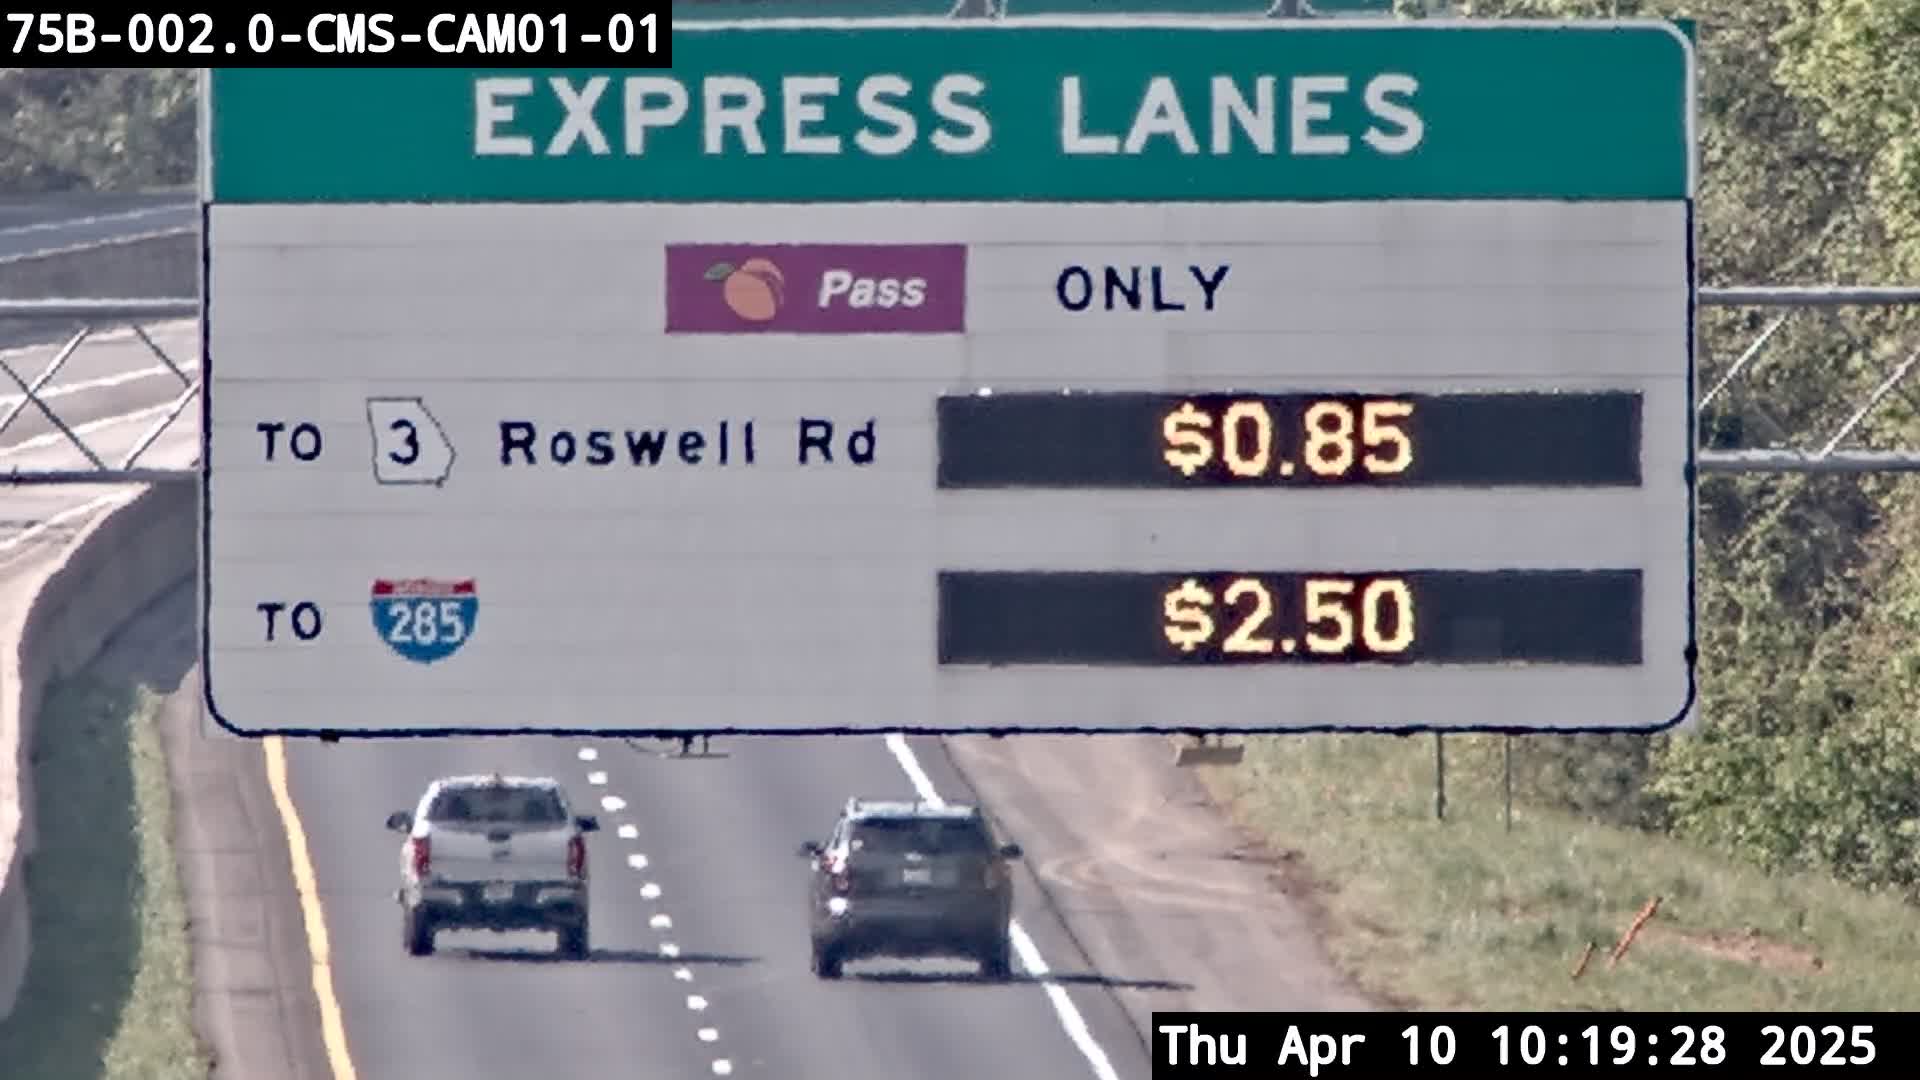 75B-002.0-CMS-CAM01-01
EXPRESS LANES
Pass ONLY
TO 3 Roswell Rd $0.85
TO 285 $2.50
Thu Apr 10 10:19:28 2025